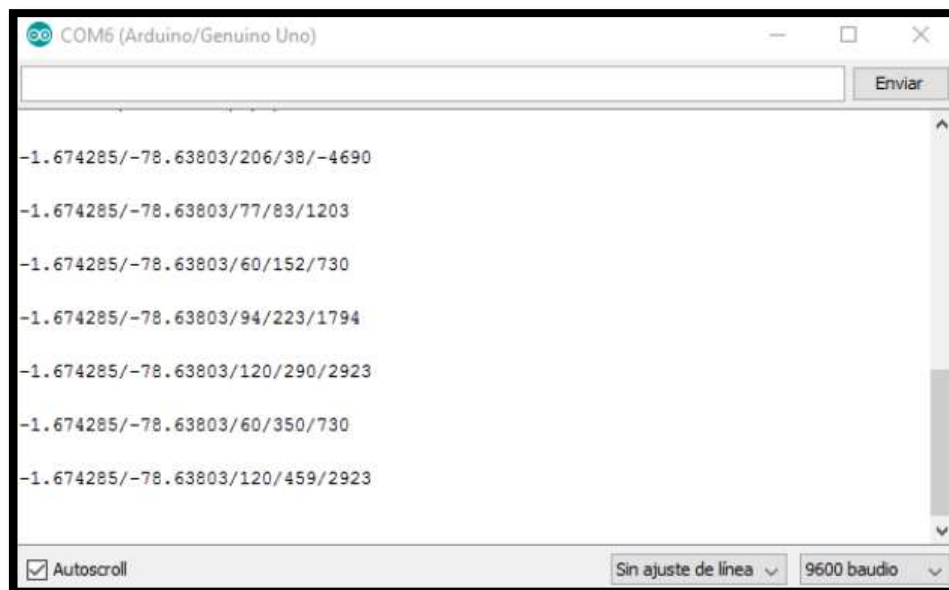 COM6 (Arduino/Genuino Uno)
Enviar
-1.674285/-78.63803/206/38/-4690
-1.674285/-78.63803/77/83/1203
-1.674285/-78.63803/60/152/730
-1.674285/-78.63803/94/223/1794
-1.674285/-78.63803/120/290/2923
-1.674285/-78.63803/60/350/730
-1.674285/-78.63803/120/459/2923
Autoscroll
Sin ajuste de línea
9600 baudio